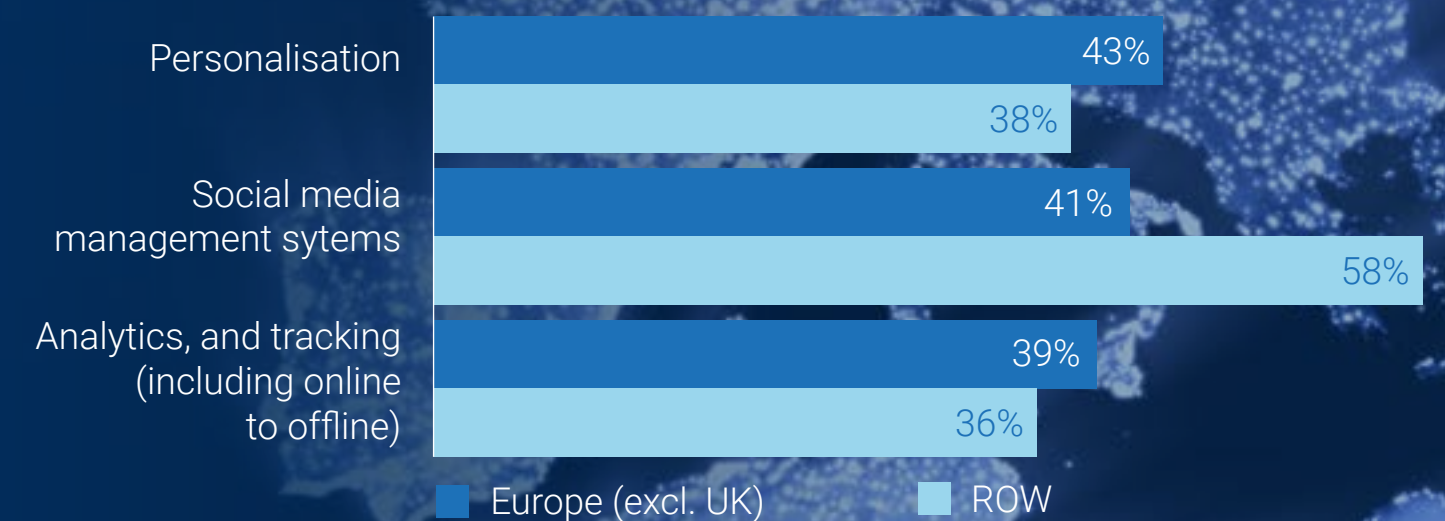 Personalisation
43%
38%
Social media
management sytems
41%
58%
Analytics, and tracking
(including online
to offline)
39%
36%
Europe (excl. UK)
ROW